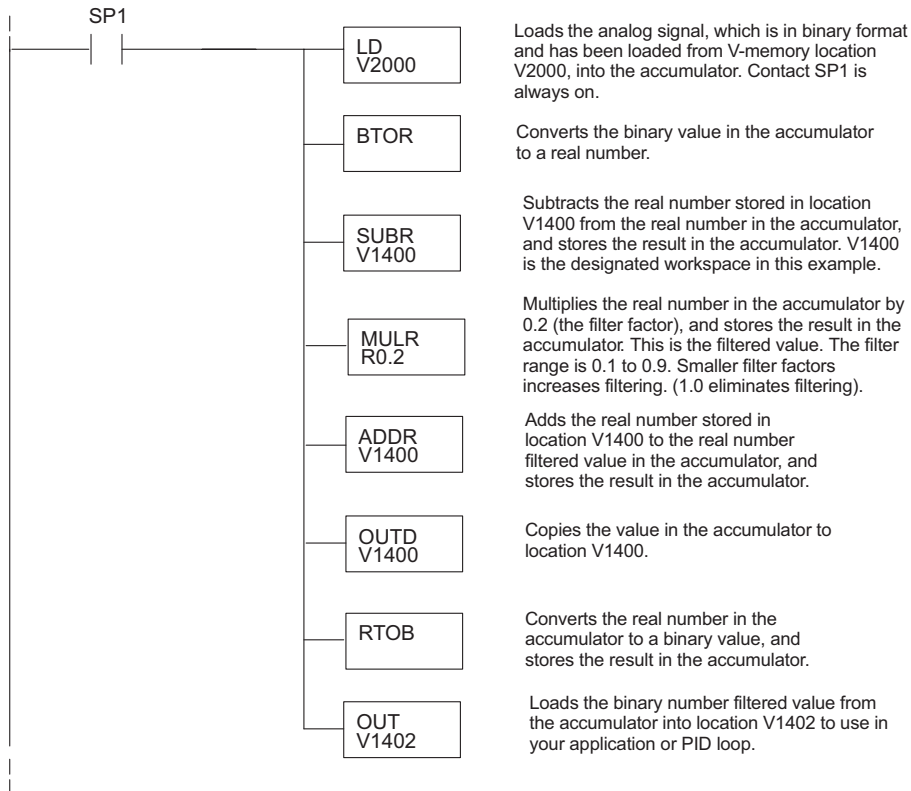 SP1
LD
V2000
Loads the analog signal, which is in binary format
and has been loaded from V-memory location
V2000, into the accumulator. Contact SP1 is
always on.
BTOR
Converts the binary value in the accumulator
to a real number.
SUBR
V1400
Subtracts the real number stored in location
V1400 from the real number in the accumulator,
and stores the result in the accumulator. V1400
is the designated workspace in this example.
MULR
R0.2
Multiplies the real number in the accumulator by
0.2 (the filter factor), and stores the result in the
accumulator. This is the filtered value. The filter
range is 0.1 to 0.9. Smaller filter factors
increases filtering. (1.0 eliminates filtering).
ADDR
V1400
Adds the real number stored in
location V1400 to the real number
filtered value in the accumulator, and
stores the result in the accumulator.
OUTD
V1400
Copies the value in the accumulator to
location V1400.
RTOB
Converts the real number in the
accumulator to a binary value, and
stores the result in the accumulator.
OUT
V1402
Loads the binary number filtered value from
the accumulator into location V1402 to use in
your application or PID loop.